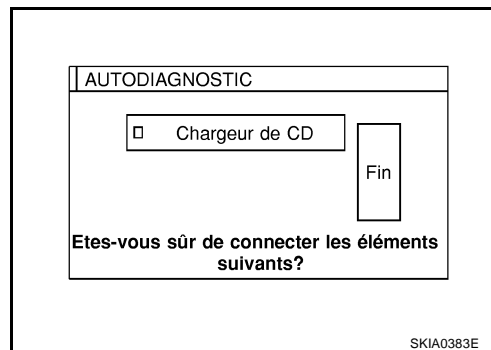 AUTODIAGNOSTIC
Chargeur de CD
Fin
Etes-vous sûr de connecter les éléments
suivants?
SKIA0383E